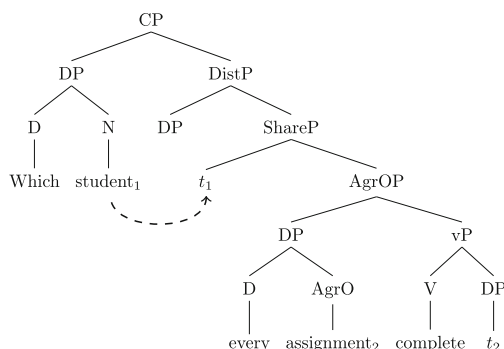 CP
DP DistP
D N DP ShareP
Which student₁ t₁ AgrOP
DP vP
D AgrO V DP
every assignment₂ complete t₂